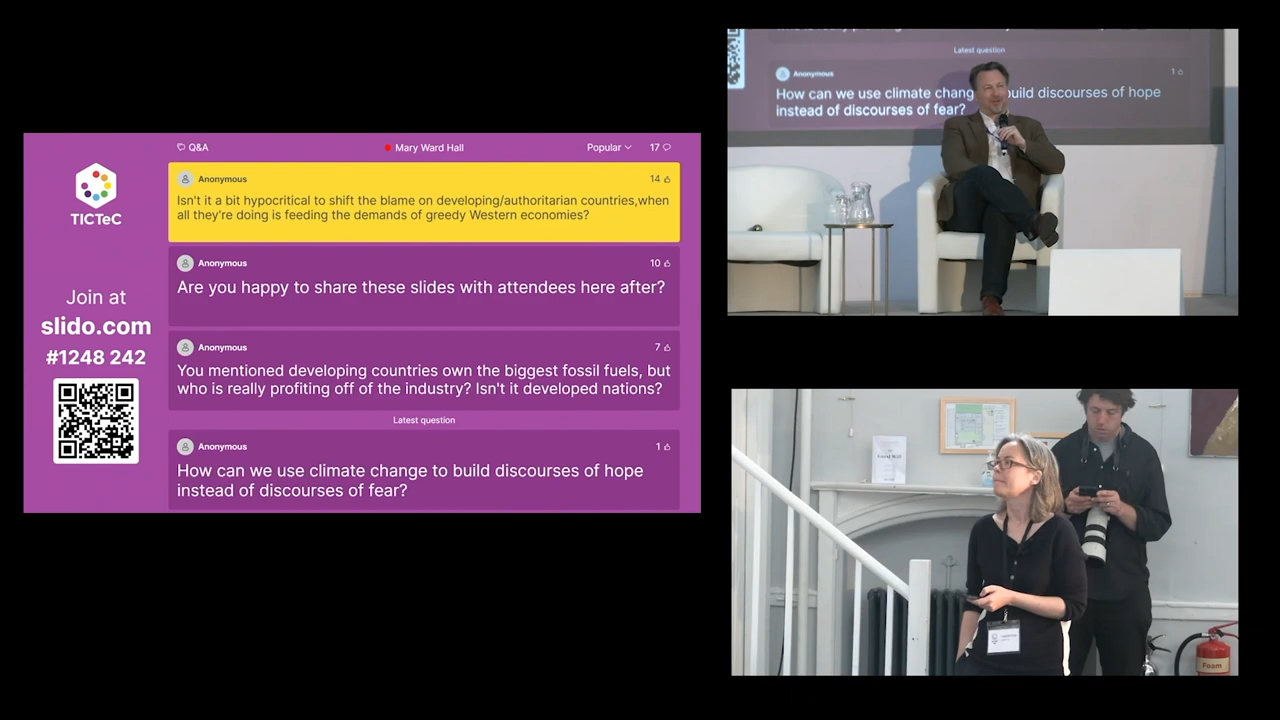 Q&A
Mary Ward Hall
Popular
17
TICTeC
Join at
slido.com
#1248 242
Anonymous
14
Isn't it a bit hypocritical to shift the blame on developing/authoritarian countries,when
all they're doing is feeding the demands of greedy Western economies?
Anonymous
10
Are you happy to share these slides with attendees here after?
Anonymous
7
You mentioned developing countries own the biggest fossil fuels, but
who is really profiting off of the industry? Isn't it developed nations?
Latest question
Anonymous
1
How can we use climate change to build discourses of hope
instead of discourses of fear?
Latest question
Anonymous
1
How can we use climate chang build discourses of hope
instead of discourses of fear?
Foam